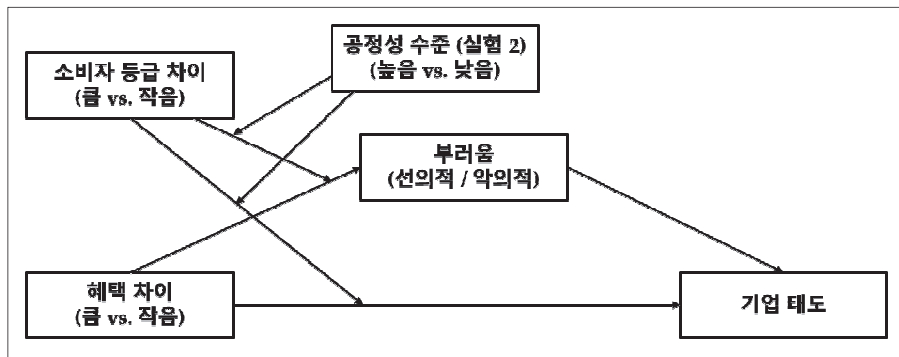 공정성 수준 (실험 2)
(높음 vs. 낮음)
소비자 등급 차이
(큼 vs. 작음)
부러움
(선의적 / 악의적)
혜택 차이
(큼 vs. 작음)
기업 태도